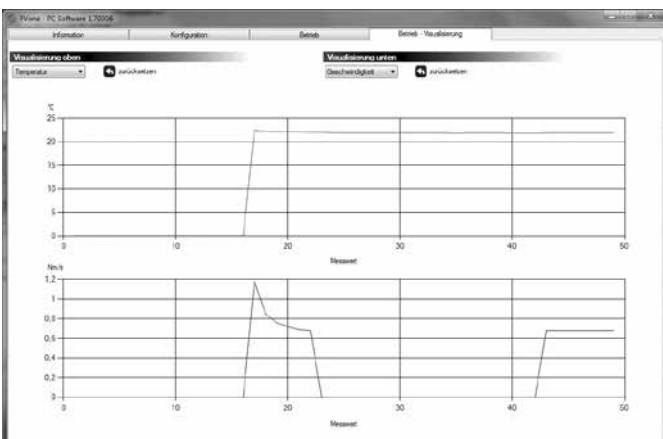 PVone - PC Software 1.70006
Information Konfiguration Betrieb Betrieb - Visualisierung
Visualisierung oben Visualisierung unten
Temperatur zurücksetzen Geschwindigkeit zurücksetzen
°C
25
20
15
10
5
0
0 10 20 30 40 50
Messwert
Nm/s
1,2
1
0,8
0,6
0,4
0,2
0
0 10 20 30 40 50
Messwert